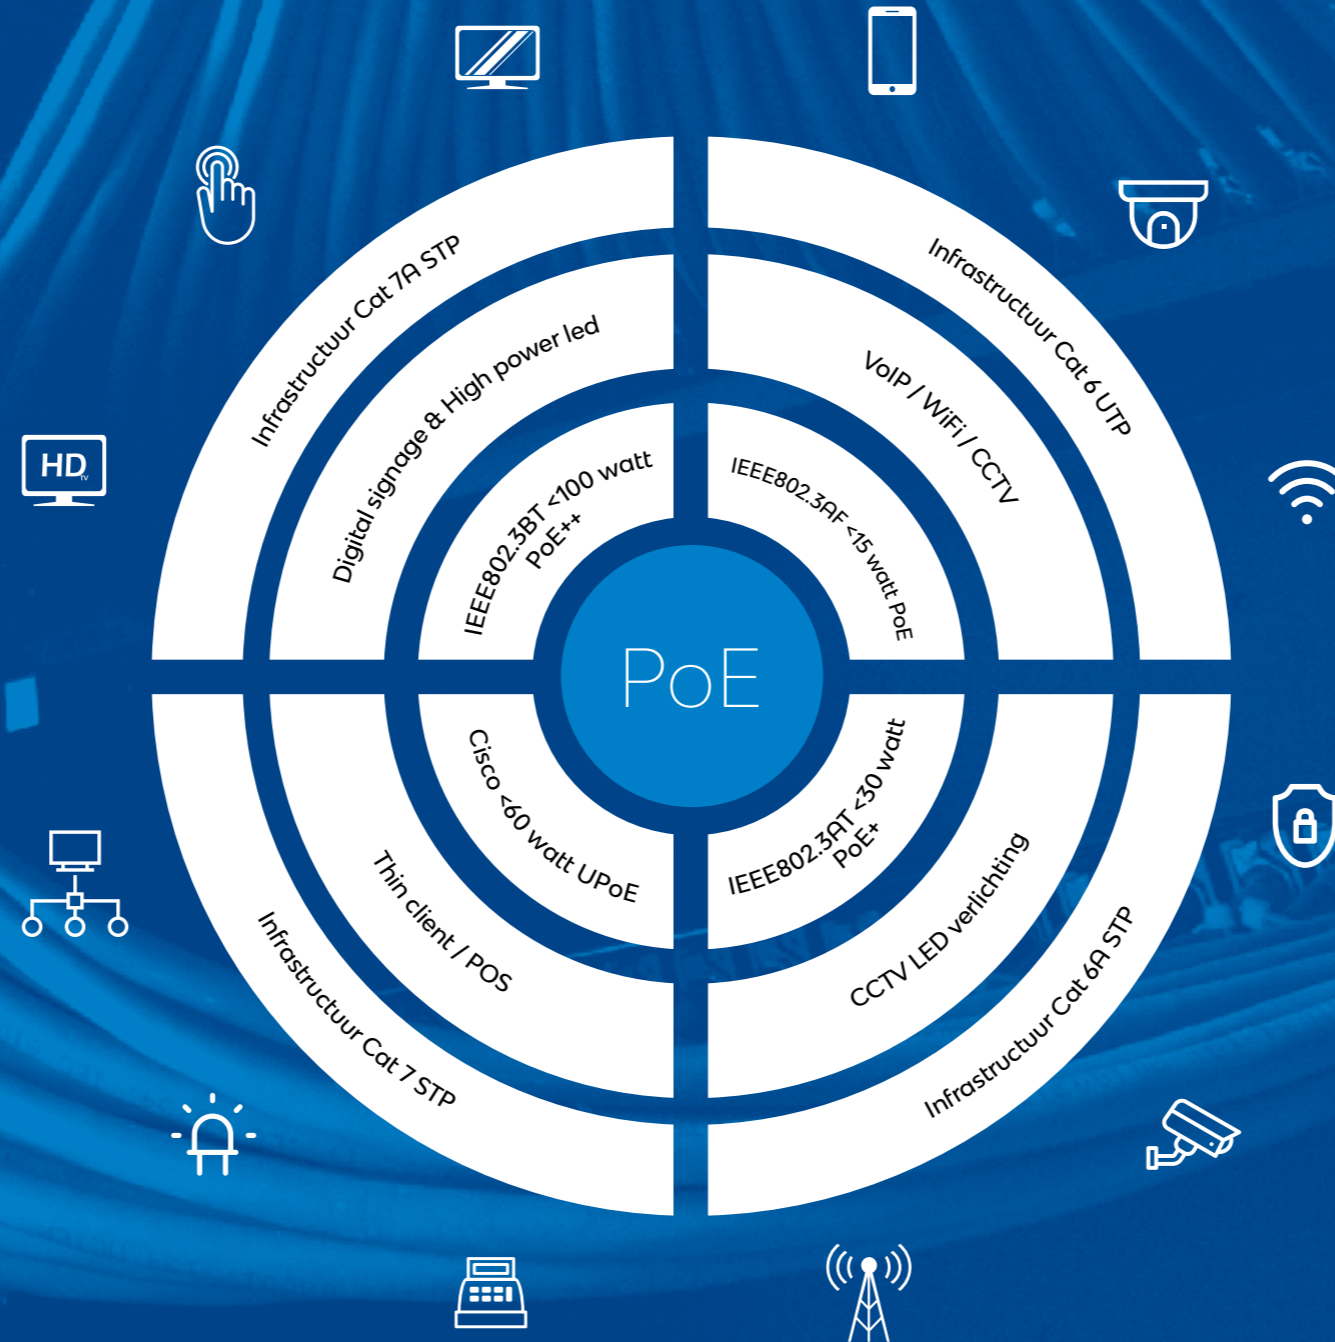 Infrastructuur Cat 7A STP
Digital signage & High power led
IEEE802.3BT <100 watt
PoE++
Infrastructuur Cat 6 UTP
VoIP / WiFi / CCTV
IEEE802.3AF <15 watt PoE
HD
TV
PoE
Cisco <60 watt UPoE
Thin client / POS
Infrastructuur Cat 7 STP
IEEE802.3AT <30 watt
PoE+
CCTV LED verlichting
Infrastructuur Cat 6A STP